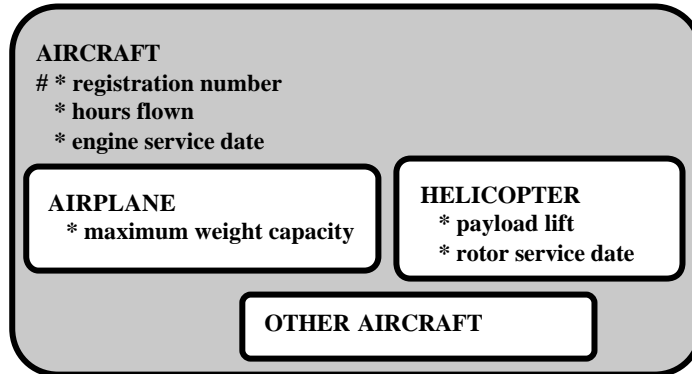 AIRCRAFT
# * registration number
* hours flown
* engine service date
AIRPLANE
* maximum weight capacity
HELICOPTER
* payload lift
* rotor service date
OTHER AIRCRAFT